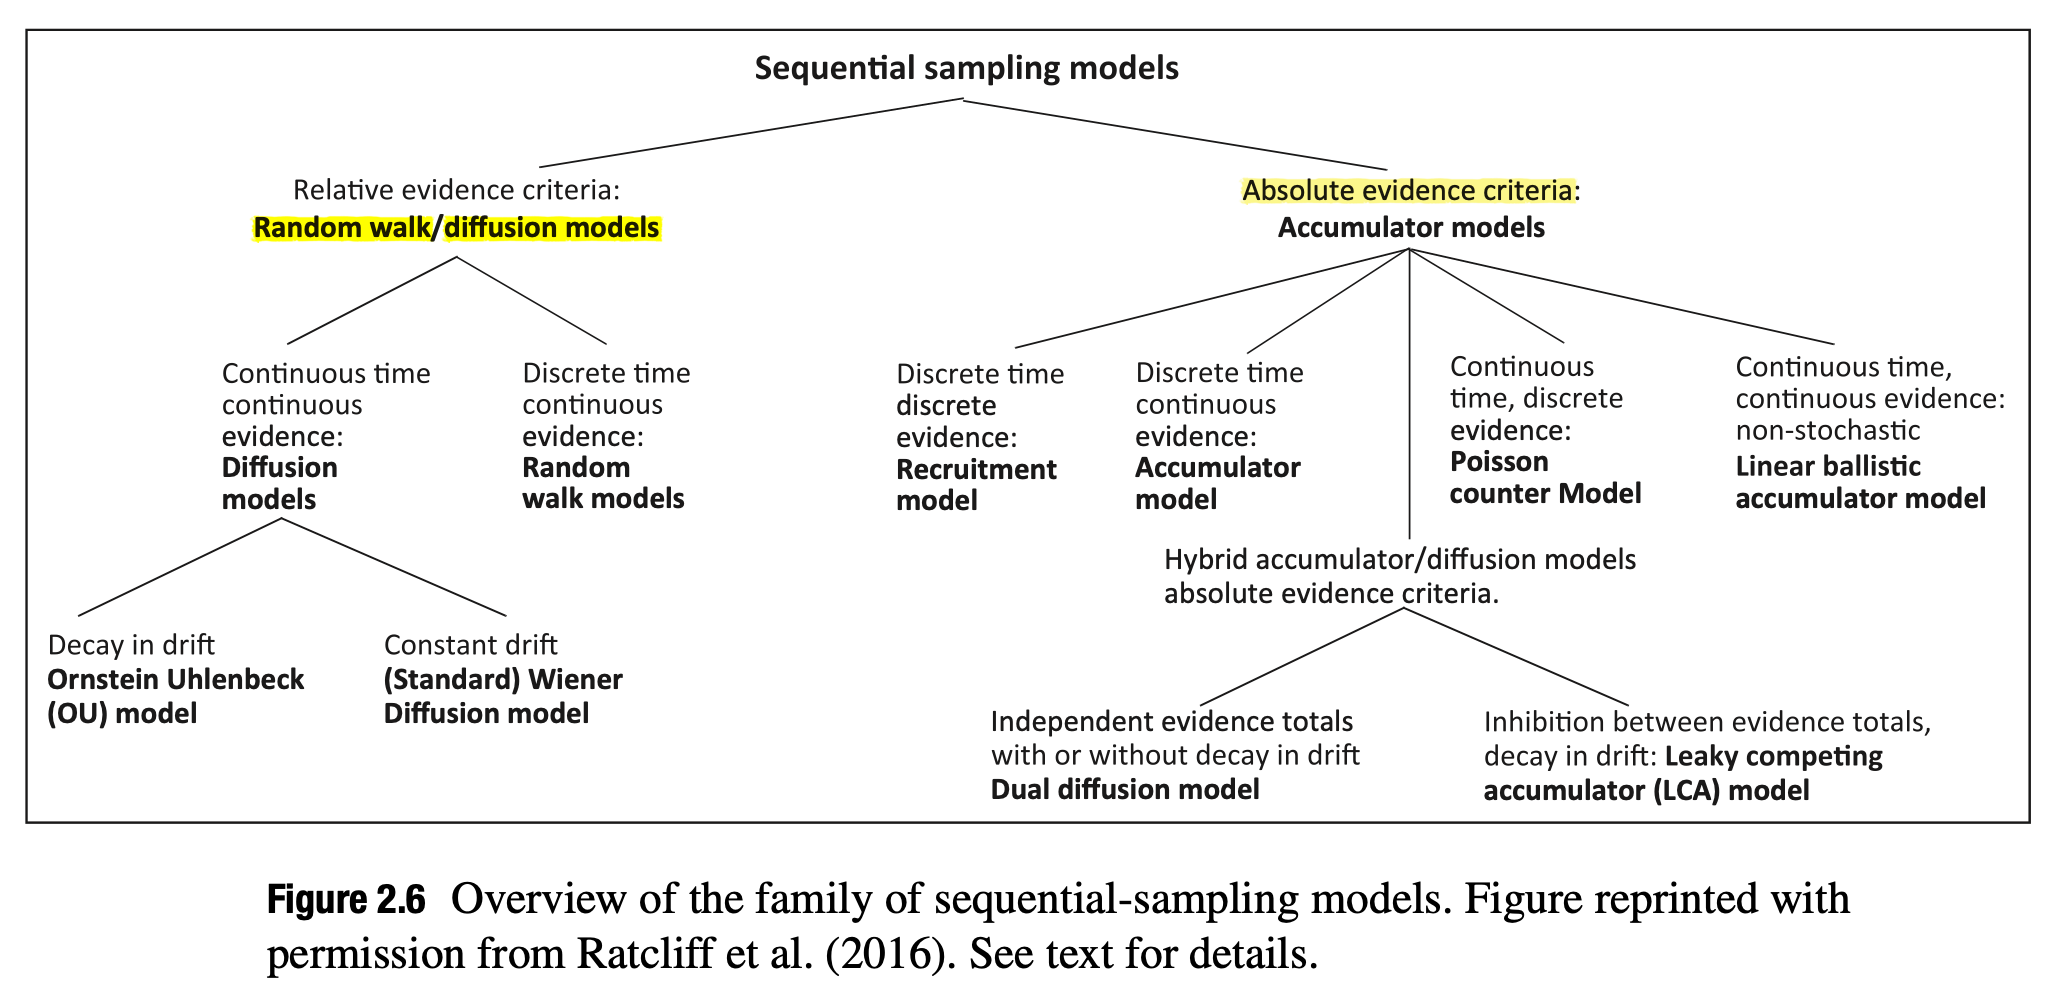 Sequential sampling models
Relative evidence criteria:
Random walk/diffusion models
Absolute evidence criteria:
Accumulator models
Continuous time
continuous
evidence:
Diffusion
models
Discrete time
continuous
evidence:
Random
walk models
Discrete time
discrete
evidence:
Recruitment
model
Discrete time
continuous
evidence:
Accumulator
model
Continuous
time, discrete
evidence:
Poisson
counter Model
Continuous time,
continuous evidence:
non-stochastic
Linear ballistic
accumulator model
Hybrid accumulator/diffusion models
absolute evidence criteria.
Decay in drift
Ornstein Uhlenbeck
(OU) model
Constant drift
(Standard) Wiener
Diffusion model
Independent evidence totals
with or without decay in drift
Dual diffusion model
Inhibition between evidence totals,
decay in drift: Leaky competing
accumulator (LCA) model
Figure 2.6 Overview of the family of sequential-sampling models. Figure reprinted with
permission from Ratcliff et al. (2016). See text for details.